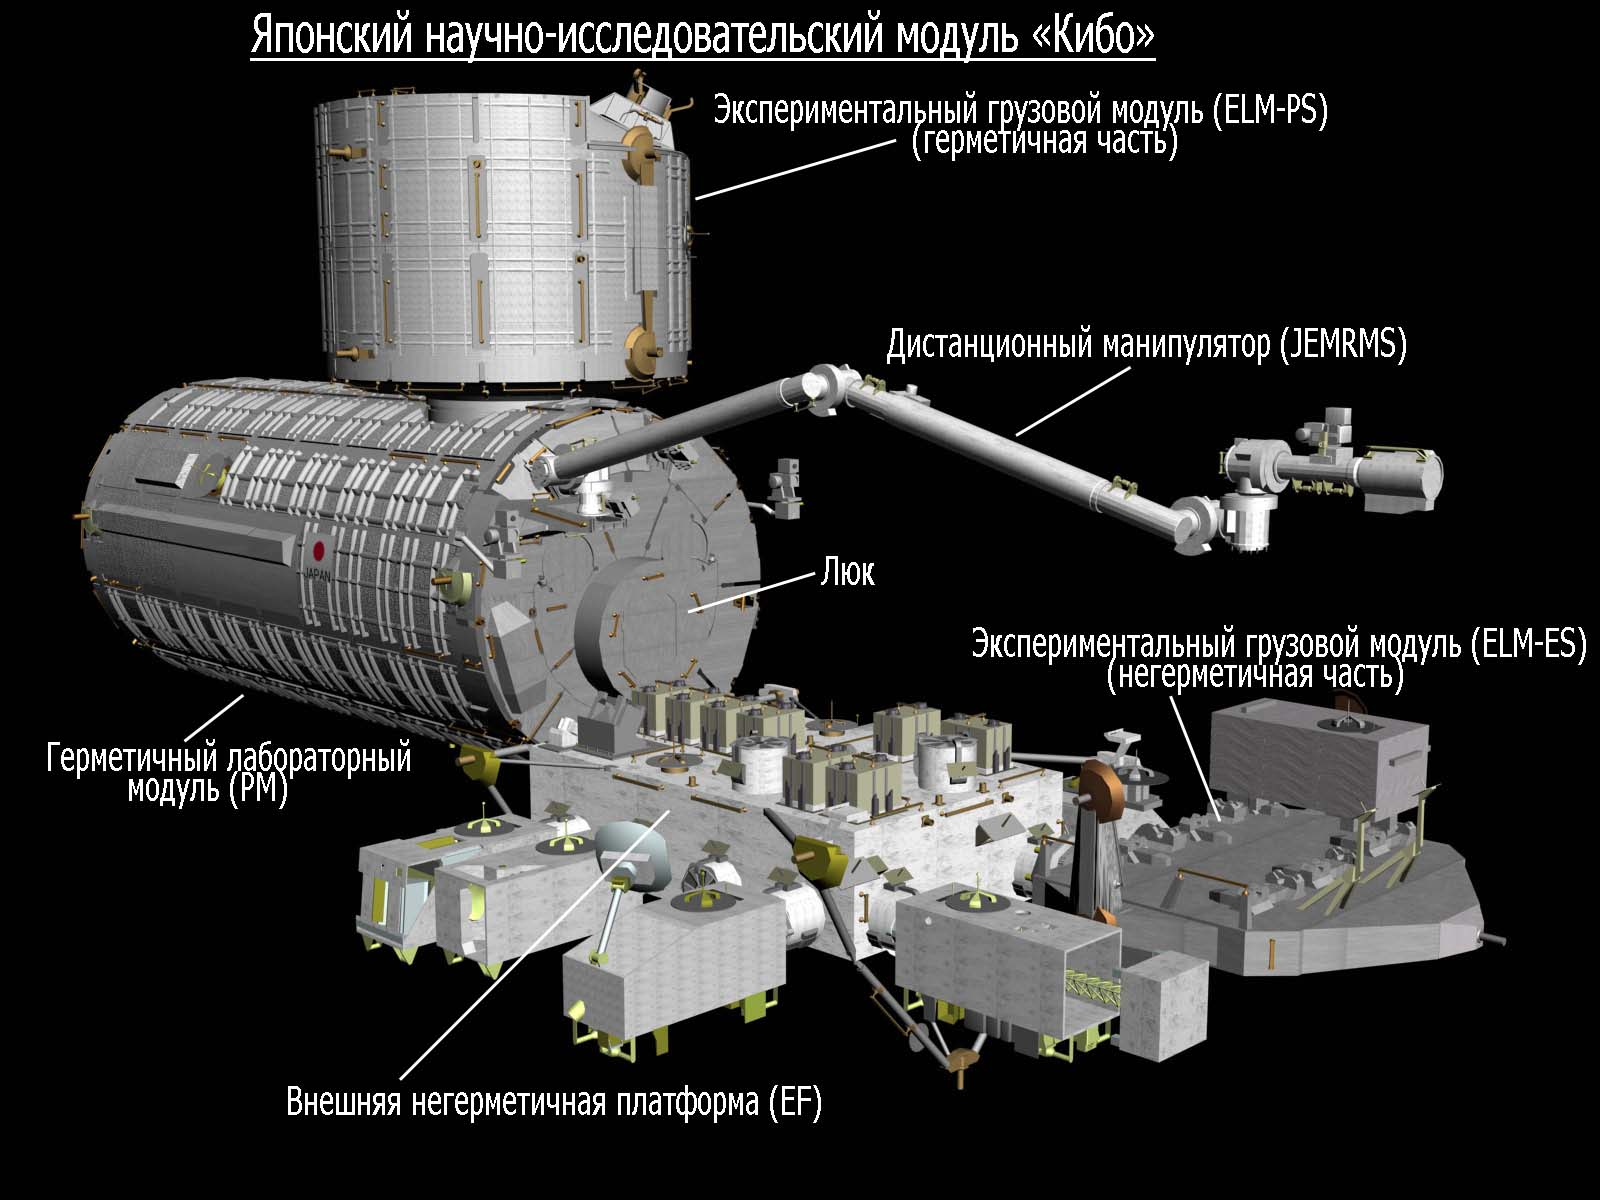 Японский научно-исследовательский модуль «Кибо»
Экспериментальный грузовой модуль (ELM-PS)
(герметичная часть)
Дистанционный манипулятор (JEMRMS)
JAPAN
Люк
Экспериментальный грузовой модуль (ELM-ES)
(негерметичная часть)
Герметичный лабораторный
модуль (PM)
Внешняя негерметичная платформа (EF)